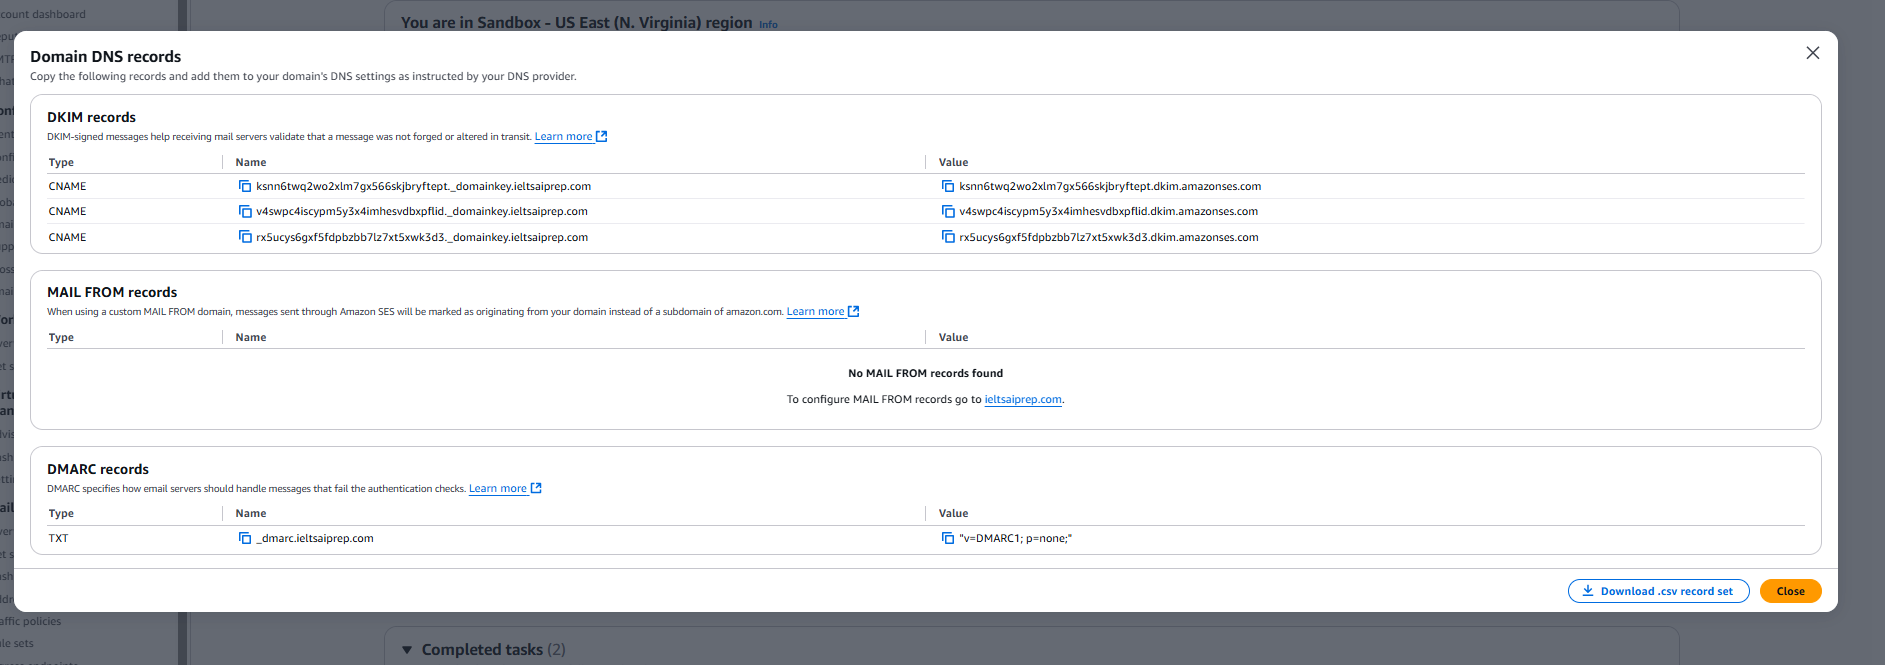 count dashboard
You are in Sandbox - US East (N. Virginia) region Info
Domain DNS records
Copy the following records and add them to your domain's DNS settings as instructed by your DNS provider.
DKIM records
DKIM-signed messages help receiving mail servers validate that a message was not forged or altered in transit. Learn more
Type Name Value
CNAME ksnn6twq2wo2xlm7gx566skjbryftept._domainkey.ieltsaiprep.com ksnn6twq2wo2xlm7gx566skjbryftept.dkim.amazonses.com
CNAME v4swpc4iscypm5y3x4imhesvdbxpflid._domainkey.ieltsaiprep.com v4swpc4iscypm5y3x4imhesvdbxpflid.dkim.amazonses.com
CNAME rx5ucys6gxf5fdpbzbb7lz7xt5xwk3d3._domainkey.ieltsaiprep.com rx5ucys6gxf5fdpbzbb7lz7xt5xwk3d3.dkim.amazonses.com
MAIL FROM records
When using a custom MAIL FROM domain, messages sent through Amazon SES will be marked as originating from your domain instead of a subdomain of amazon.com. Learn more
Type Name Value
No MAIL FROM records found
To configure MAIL FROM records go to ieltsaiprep.com.
DMARC records
DMARC specifies how email servers should handle messages that fail the authentication checks. Learn more
Type Name Value
TXT _dmarc.ieltsaiprep.com "v=DMARC1; p=none;"
Download .csv record set Close
affic policies
le sets
Completed tasks (2)